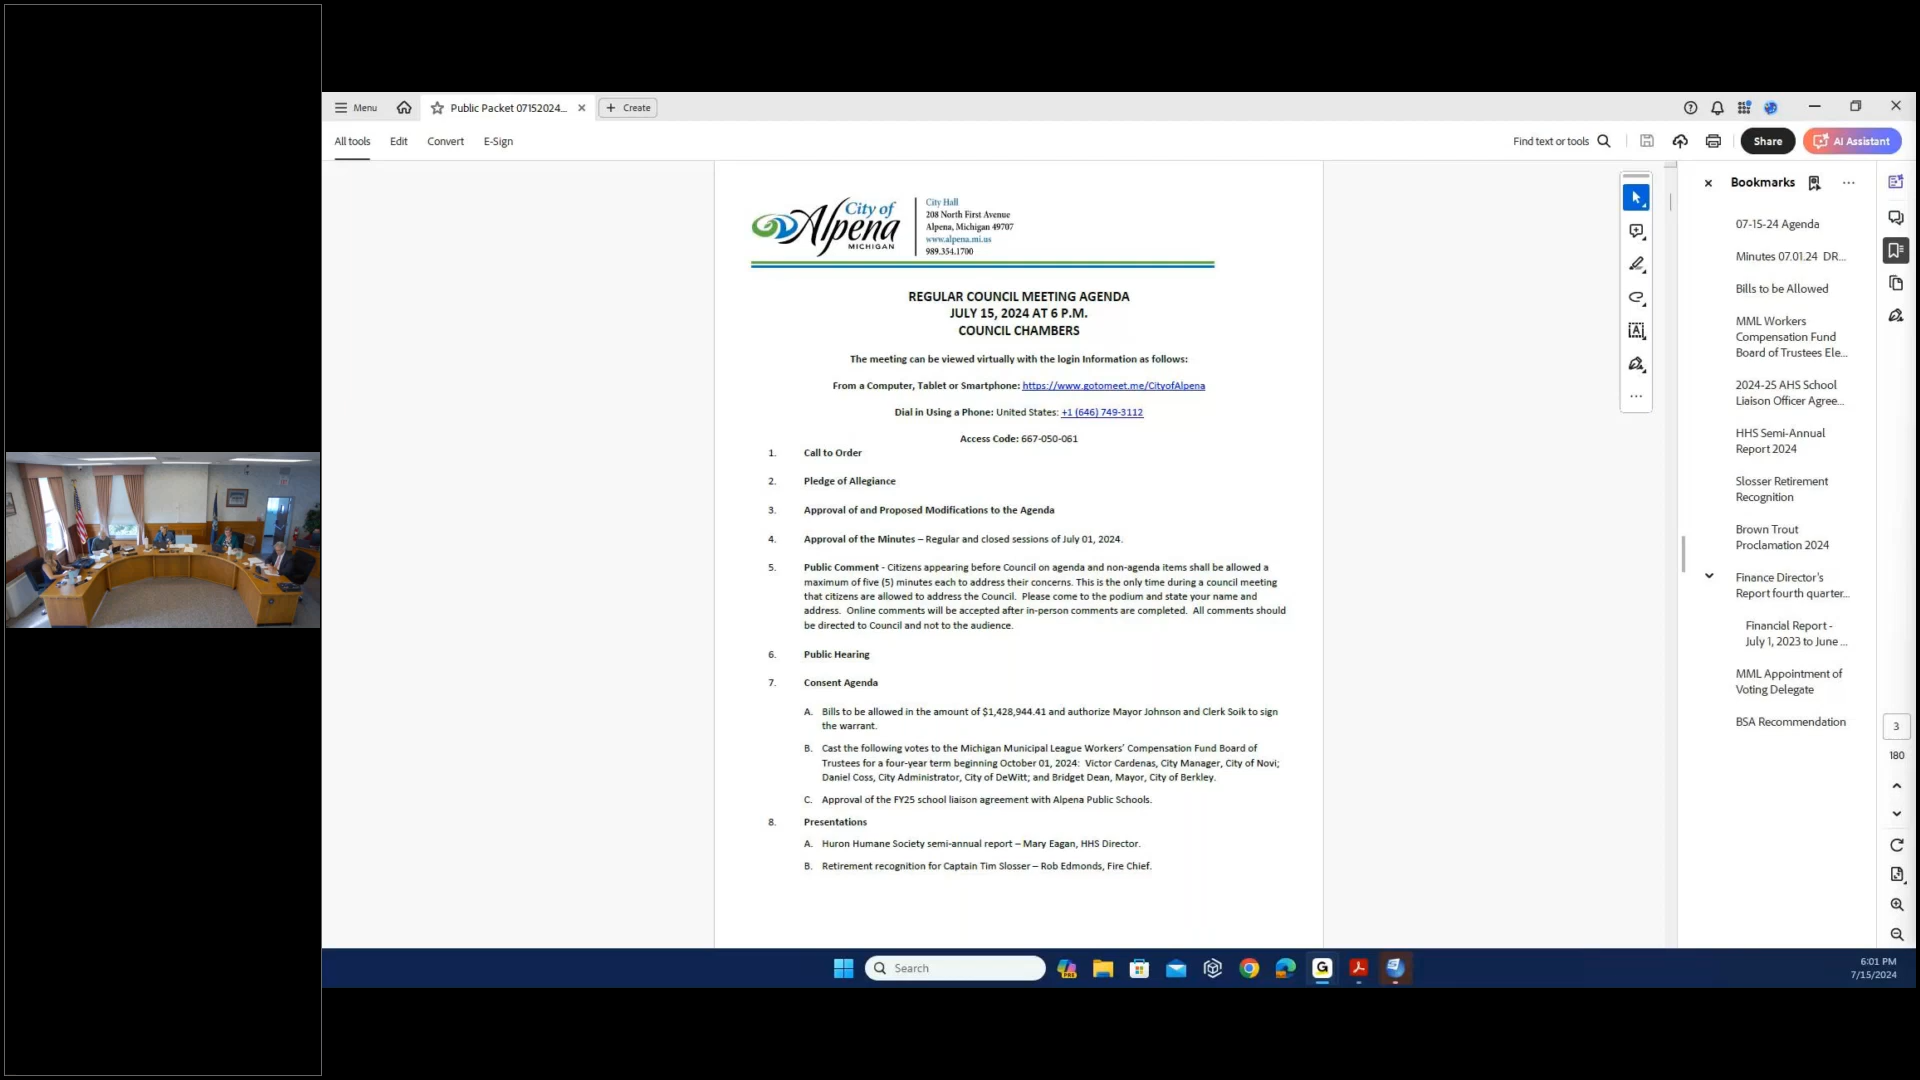 Menu
Public Packet 07152024...
Create
All tools
Edit
Convert
E-Sign
Find text or tools
Share
AI Assistant
City of
Alpena
MICHIGAN
City Hall
208 North First Avenue
Alpena, Michigan 49707
www.alpena.mi.us
989.354.1700
REGULAR COUNCIL MEETING AGENDA
JULY 15, 2024 AT 6 P.M.
COUNCIL CHAMBERS
The meeting can be viewed virtually with the login Information as follows:
From a Computer, Tablet or Smartphone: https://www.gotomeet.me/CityofAlpena
Dial in Using a Phone: United States: +1 (646) 749-3112
Access Code: 667-050-061
1. Call to Order
2. Pledge of Allegiance
3. Approval of and Proposed Modifications to the Agenda
4. Approval of the Minutes – Regular and closed sessions of July 01, 2024.
5. Public Comment - Citizens appearing before Council on agenda and non-agenda items shall be allowed a
maximum of five (5) minutes each to address their concerns. This is the only time during a council meeting
that citizens are allowed to address the Council. Please come to the podium and state your name and
address. Online comments will be accepted after in-person comments are completed. All comments should
be directed to Council and not to the audience.
6. Public Hearing
7. Consent Agenda
A. Bills to be allowed in the amount of $1,428,944.41 and authorize Mayor Johnson and Clerk Soik to sign
the warrant.
B. Cast the following votes to the Michigan Municipal League Workers' Compensation Fund Board of
Trustees for a four-year term beginning October 01, 2024: Victor Cardenas, City Manager, City of Novi;
Daniel Coss, City Administrator, City of DeWitt; and Bridget Dean, Mayor, City of Berkley.
C. Approval of the FY25 school liaison agreement with Alpena Public Schools.
8. Presentations
A. Huron Humane Society semi-annual report – Mary Eagan, HHS Director.
B. Retirement recognition for Captain Tim Slosser – Rob Edmonds, Fire Chief.
Bookmarks
07-15-24 Agenda
Minutes 07.01.24 DR...
Bills to be Allowed
MML Workers
Compensation Fund
Board of Trustees Ele...
2024-25 AHS School
Liaison Officer Agree...
HHS Semi-Annual
Report 2024
Slosser Retirement
Recognition
Brown Trout
Proclamation 2024
Finance Director's
Report fourth quarter...
Financial Report -
July 1, 2023 to June ...
MML Appointment of
Voting Delegate
BSA Recommendation
3
180
Search
6:01 PM
7/15/2024